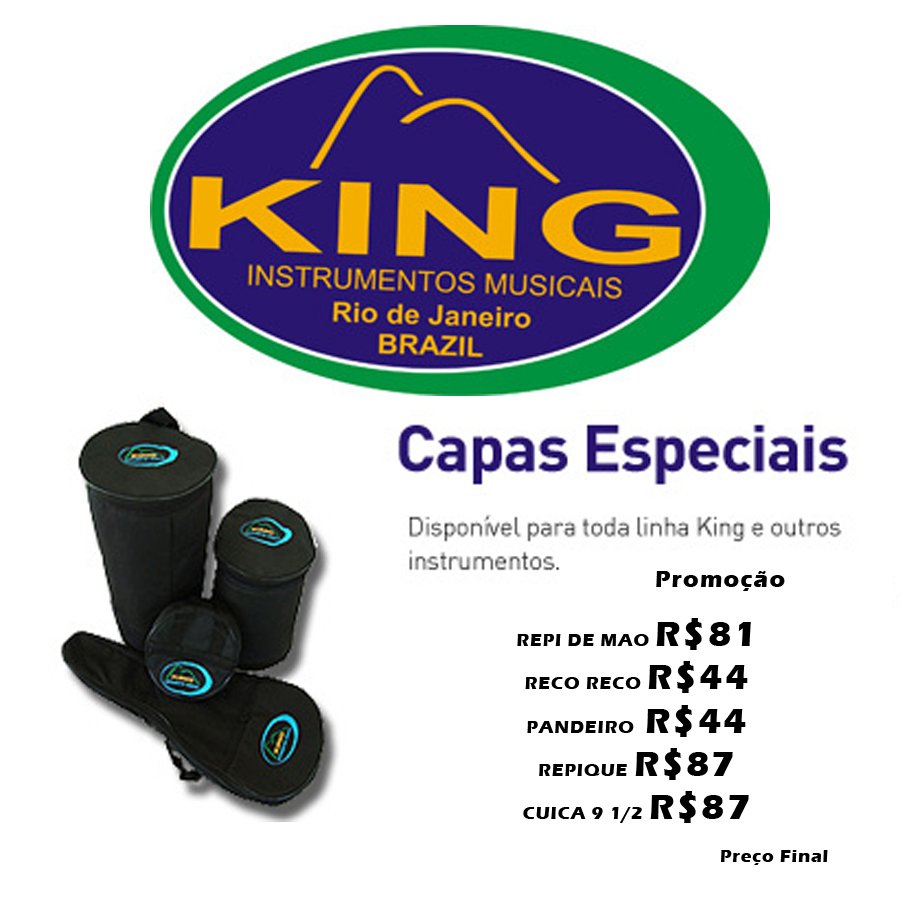 KING
INSTRUMENTOS MUSICAIS
Rio de Janeiro
BRAZIL
Capas Especiais
Disponível para toda linha King e outros
instrumentos.
Promoção
REPI DE MAO R$81
RECO RECO R$44
PANDEIRO R$44
REPIQUE R$87
CUICA 9 1/2 R$87
Preço Final